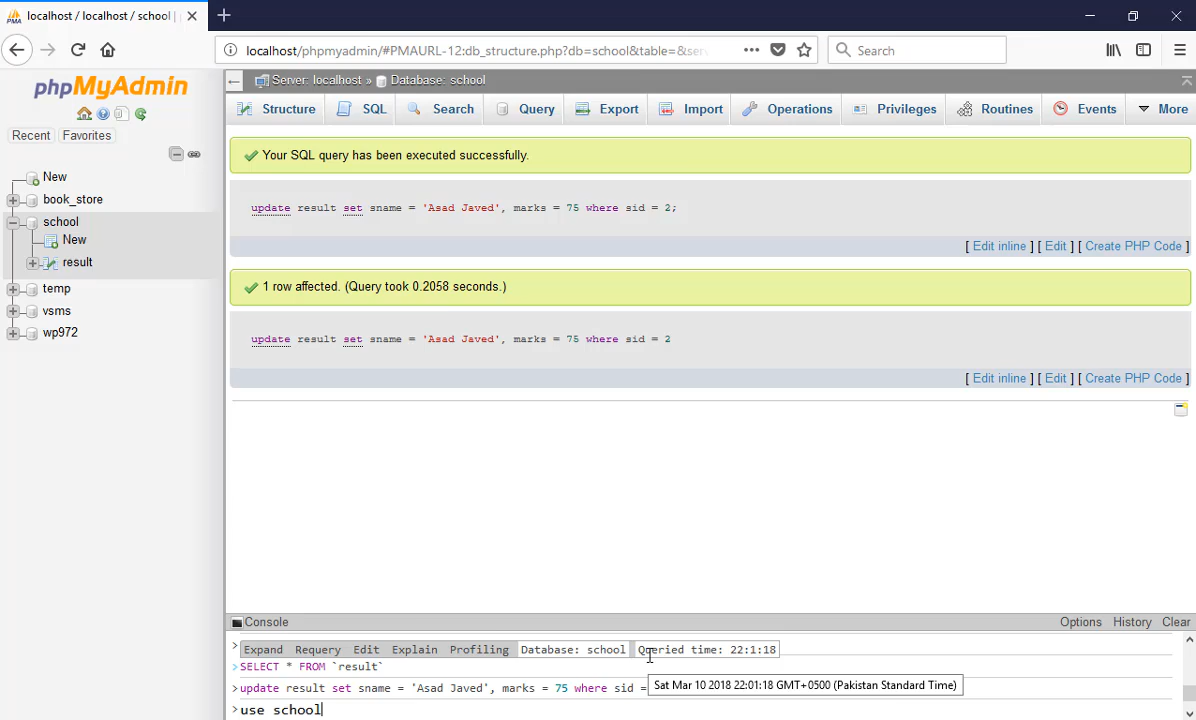 localhost / localhost / school |
localhost/phpmyadmin/#PMAURL-12:db_structure.php?db=school&table=&serv
Search
phpMyAdmin
Recent Favorites
New
book_store
school
New
result
temp
vsms
wp972
Server: localhost » Database: school
Structure SQL Search Query Export Import Operations Privileges Routines Events More
Your SQL query has been executed successfully.
update result set sname = 'Asad Javed', marks = 75 where sid = 2;
[ Edit inline ] [ Edit ] [ Create PHP Code ]
1 row affected. (Query took 0.2058 seconds.)
update result set sname = 'Asad Javed', marks = 75 where sid = 2
[ Edit inline ] [ Edit ] [ Create PHP Code ]
Console Options History Clear
> Expand Requery Edit Explain Profiling Database: school Queried time: 22:1:18
>SELECT * FROM `result`
>update result set sname = 'Asad Javed', marks = 75 where sid =
Sat Mar 10 2018 22:01:18 GMT+0500 (Pakistan Standard Time)
>use school